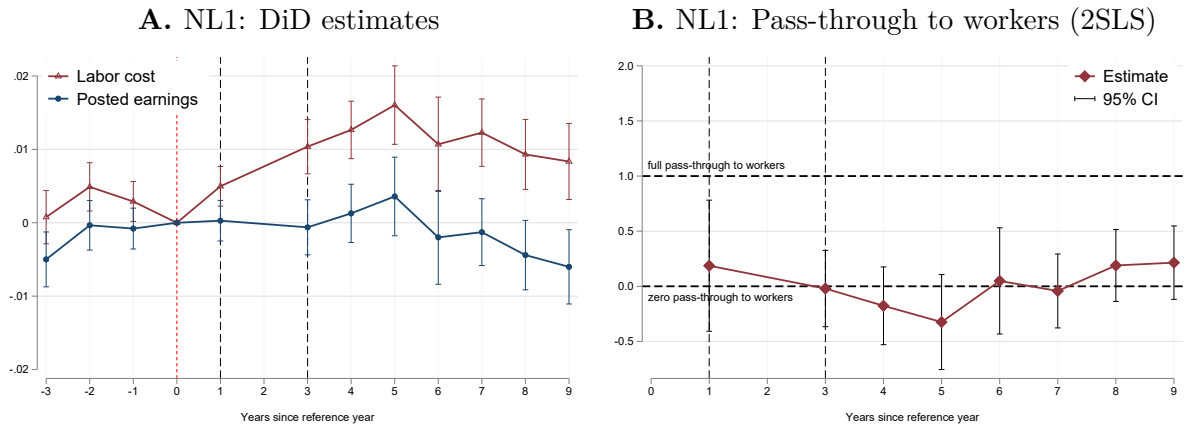 A. NL1: DiD estimates
Labor cost
Posted earnings
.02
.01
0
-.01
-.02
-3 -2 -1 0 1 2 3 4 5 6 7 8 9
Years since reference year
B. NL1: Pass-through to workers (2SLS)
Estimate
95% CI
2.0
1.5
full pass-through to workers
1.0
0.5
0.0
zero pass-through to workers
-0.5
0 1 2 3 4 5 6 7 8 9
Years since reference year